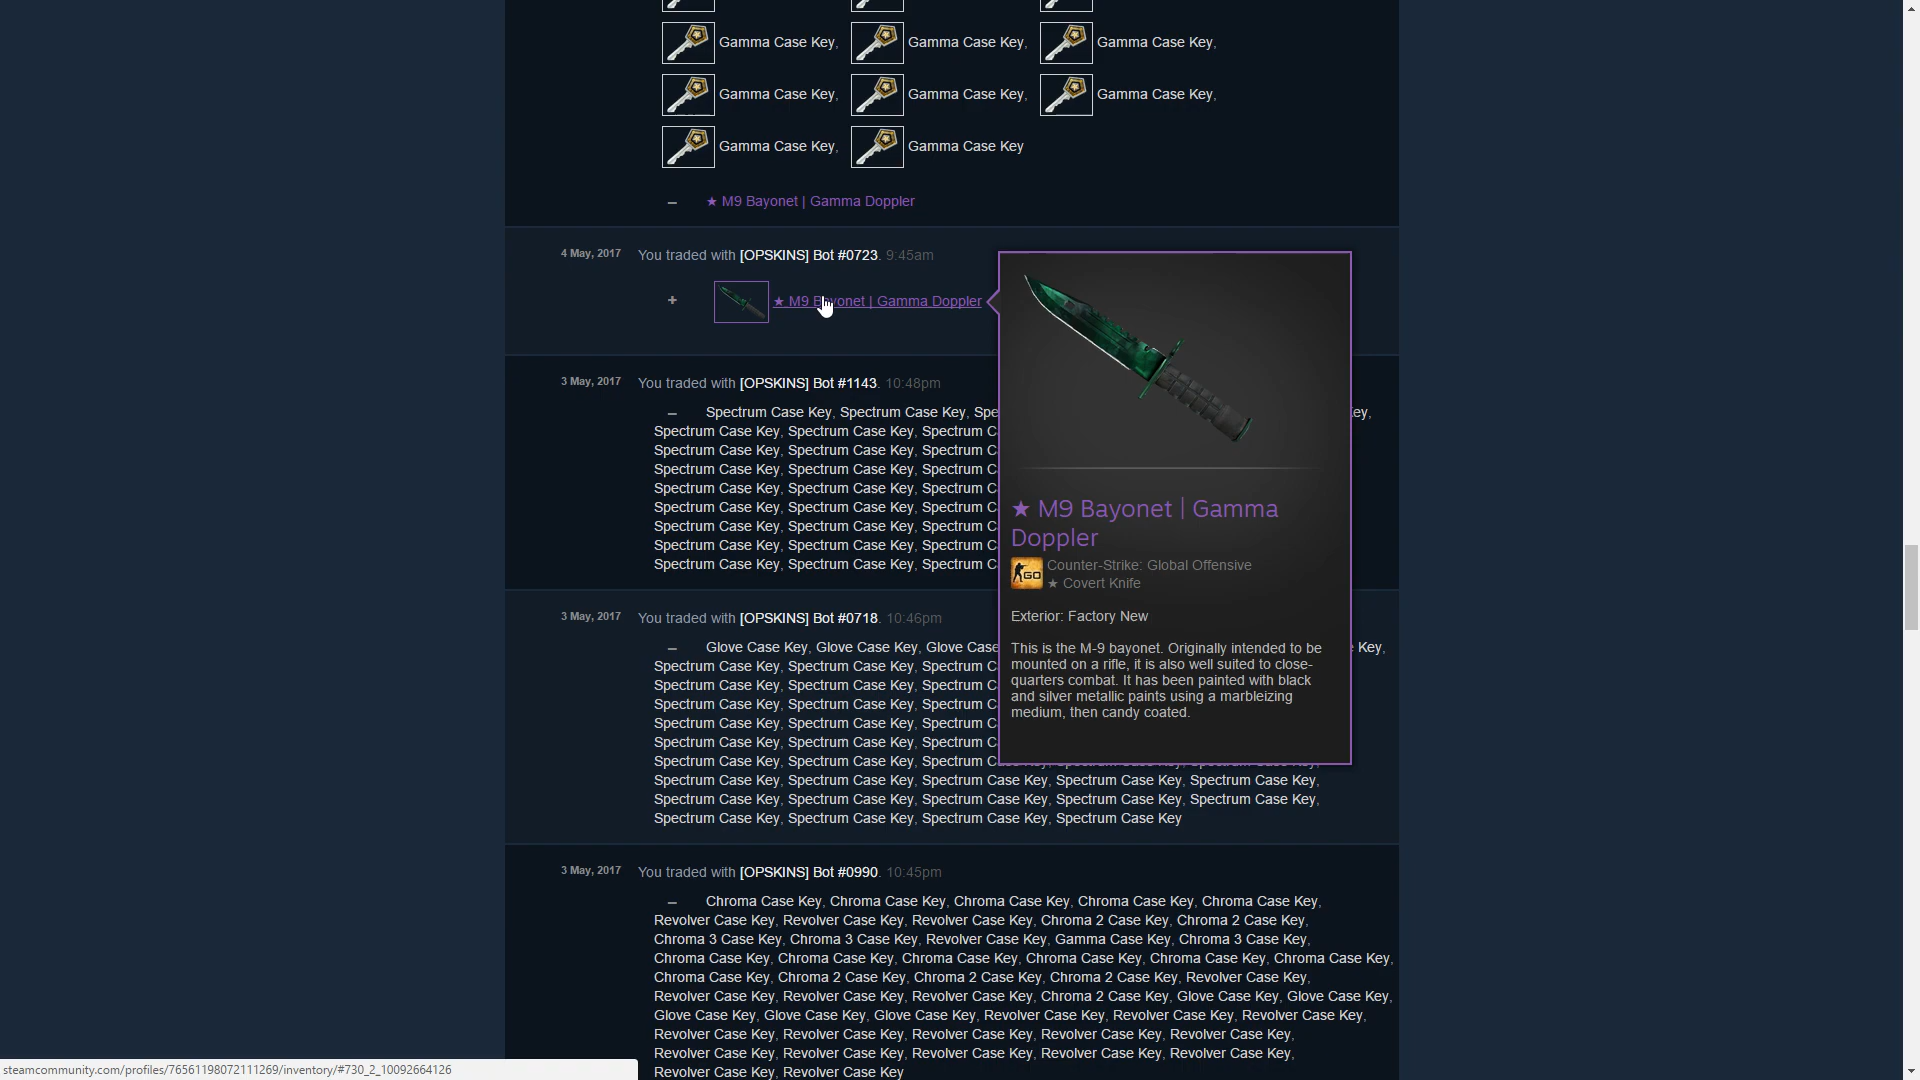 Gamma Case Key, Gamma Case Key, Gamma Case Key,
Gamma Case Key, Gamma Case Key, Gamma Case Key,
Gamma Case Key, Gamma Case Key
– ★ M9 Bayonet | Gamma Doppler
4 May, 2017 You traded with [OPSKINS] Bot #0723. 9:45am
+ ★ M9 Bayonet | Gamma Doppler
3 May, 2017 You traded with [OPSKINS] Bot #1143. 10:48pm
– Spectrum Case Key, Spectrum Case Key,
Spectrum Case Key, Spectrum Case Key, Spectrum
Spectrum Case Key, Spectrum Case Key, Spectrum
Spectrum Case Key, Spectrum Case Key, Spectrum
Spectrum Case Key, Spectrum Case Key, Spectrum
Spectrum Case Key, Spectrum Case Key, Spectrum
Spectrum Case Key, Spectrum Case Key, Spectrum
Spectrum Case Key, Spectrum Case Key, Spectrum
Spectrum Case Key, Spectrum Case Key, Spectrum
3 May, 2017 You traded with [OPSKINS] Bot #0718. 10:46pm
– Glove Case Key, Glove Case Key, Glove Case Key,
Spectrum Case Key, Spectrum Case Key, Spectrum
Spectrum Case Key, Spectrum Case Key, Spectrum
Spectrum Case Key, Spectrum Case Key, Spectrum
Spectrum Case Key, Spectrum Case Key, Spectrum
Spectrum Case Key, Spectrum Case Key, Spectrum
Spectrum Case Key, Spectrum Case Key, Spectrum
Spectrum Case Key, Spectrum Case Key, Spectrum Case Key, Spectrum Case Key, Spectrum Case Key,
Spectrum Case Key, Spectrum Case Key, Spectrum Case Key, Spectrum Case Key, Spectrum Case Key,
Spectrum Case Key, Spectrum Case Key, Spectrum Case Key, Spectrum Case Key
★ M9 Bayonet | Gamma
Doppler
GO
Counter-Strike: Global Offensive
★ Covert Knife
Exterior: Factory New
This is the M-9 bayonet. Originally intended to be
mounted on a rifle, it is also well suited to close-
quarters combat. It has been painted with black
and silver metallic paints using a marbleizing
medium, then candy coated.
3 May, 2017 You traded with [OPSKINS] Bot #0990. 10:45pm
– Chroma Case Key, Chroma Case Key, Chroma Case Key, Chroma Case Key, Chroma Case Key,
Revolver Case Key, Revolver Case Key, Revolver Case Key, Chroma 2 Case Key, Chroma 2 Case Key,
Chroma 3 Case Key, Chroma 3 Case Key, Revolver Case Key, Gamma Case Key, Chroma 3 Case Key,
Chroma Case Key, Chroma Case Key, Chroma Case Key, Chroma Case Key, Chroma Case Key, Chroma Case Key,
Chroma Case Key, Chroma 2 Case Key, Chroma 2 Case Key, Chroma 2 Case Key, Revolver Case Key,
Revolver Case Key, Revolver Case Key, Revolver Case Key, Chroma 2 Case Key, Glove Case Key, Glove Case Key,
Glove Case Key, Glove Case Key, Glove Case Key, Revolver Case Key, Revolver Case Key, Revolver Case Key,
Revolver Case Key, Revolver Case Key, Revolver Case Key, Revolver Case Key, Revolver Case Key,
Revolver Case Key, Revolver Case Key, Revolver Case Key, Revolver Case Key, Revolver Case Key,
Revolver Case Key, Revolver Case Key
steamcommunity.com/profiles/76561198072111269/inventory/#730_2_10092664126